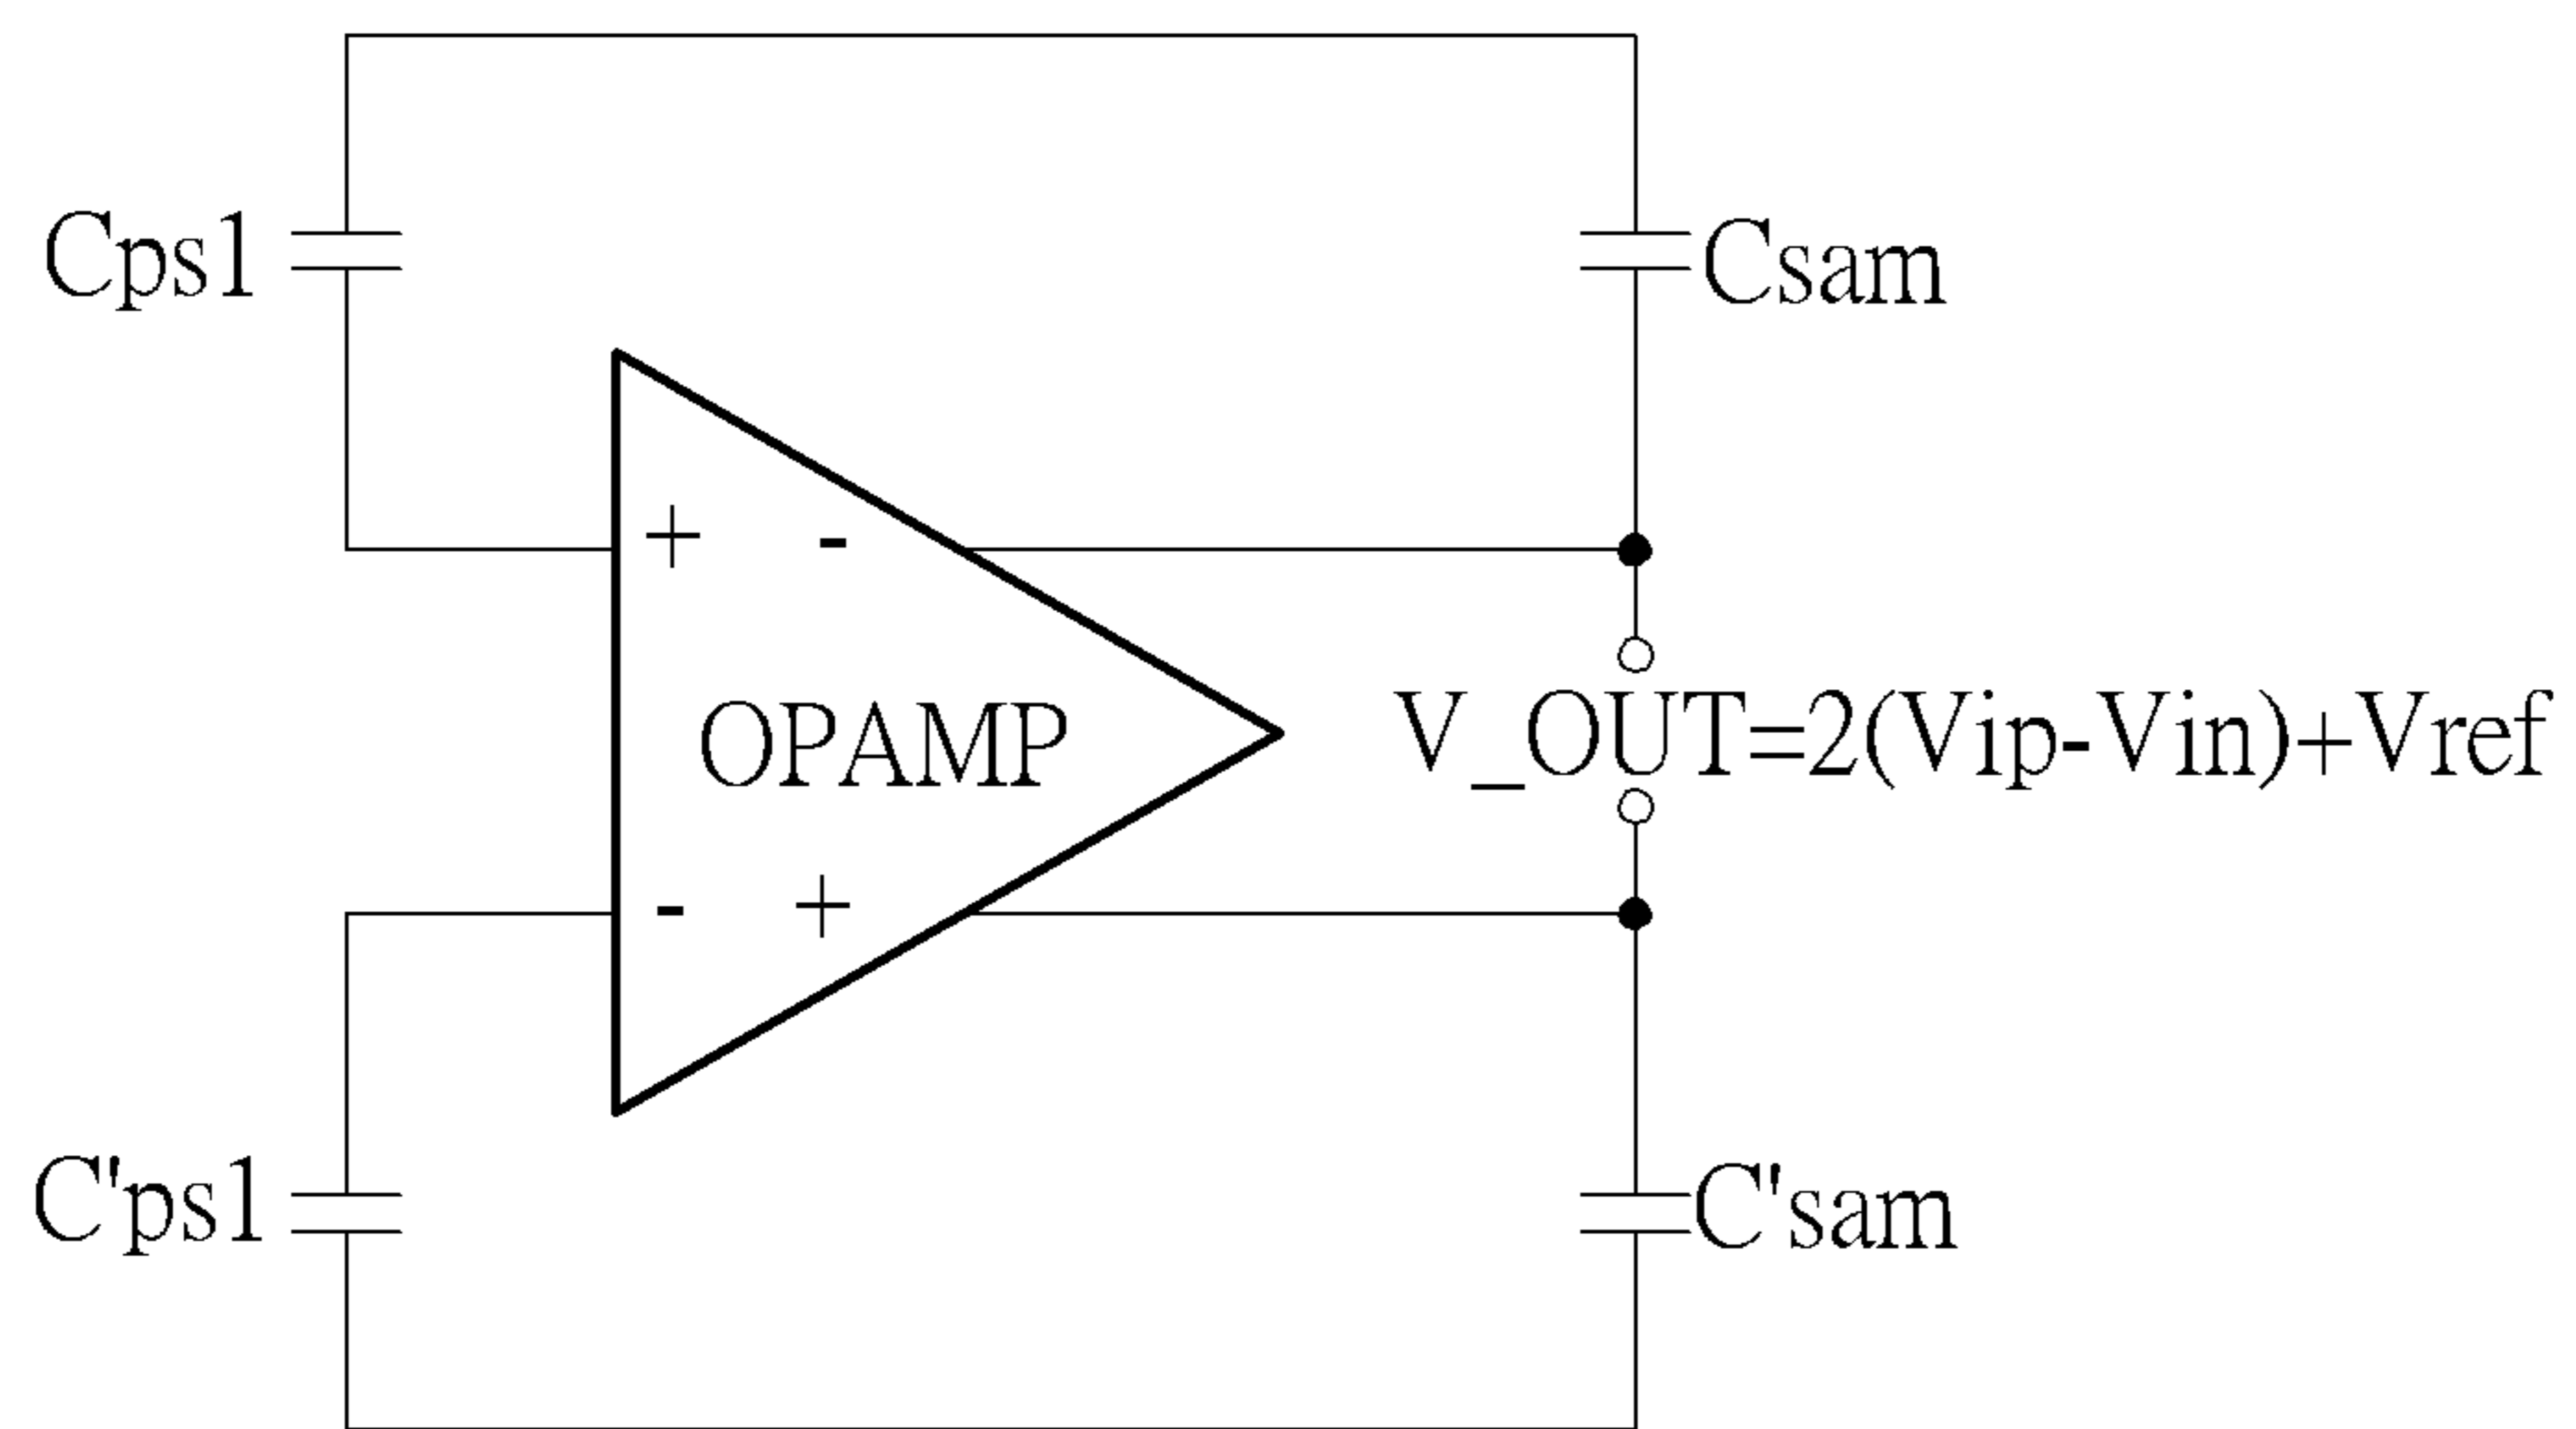 Cps1
Csam
+ -
OPAMP
V_OUT=2(Vip-Vin)+Vref
- +
C'ps1
C'sam